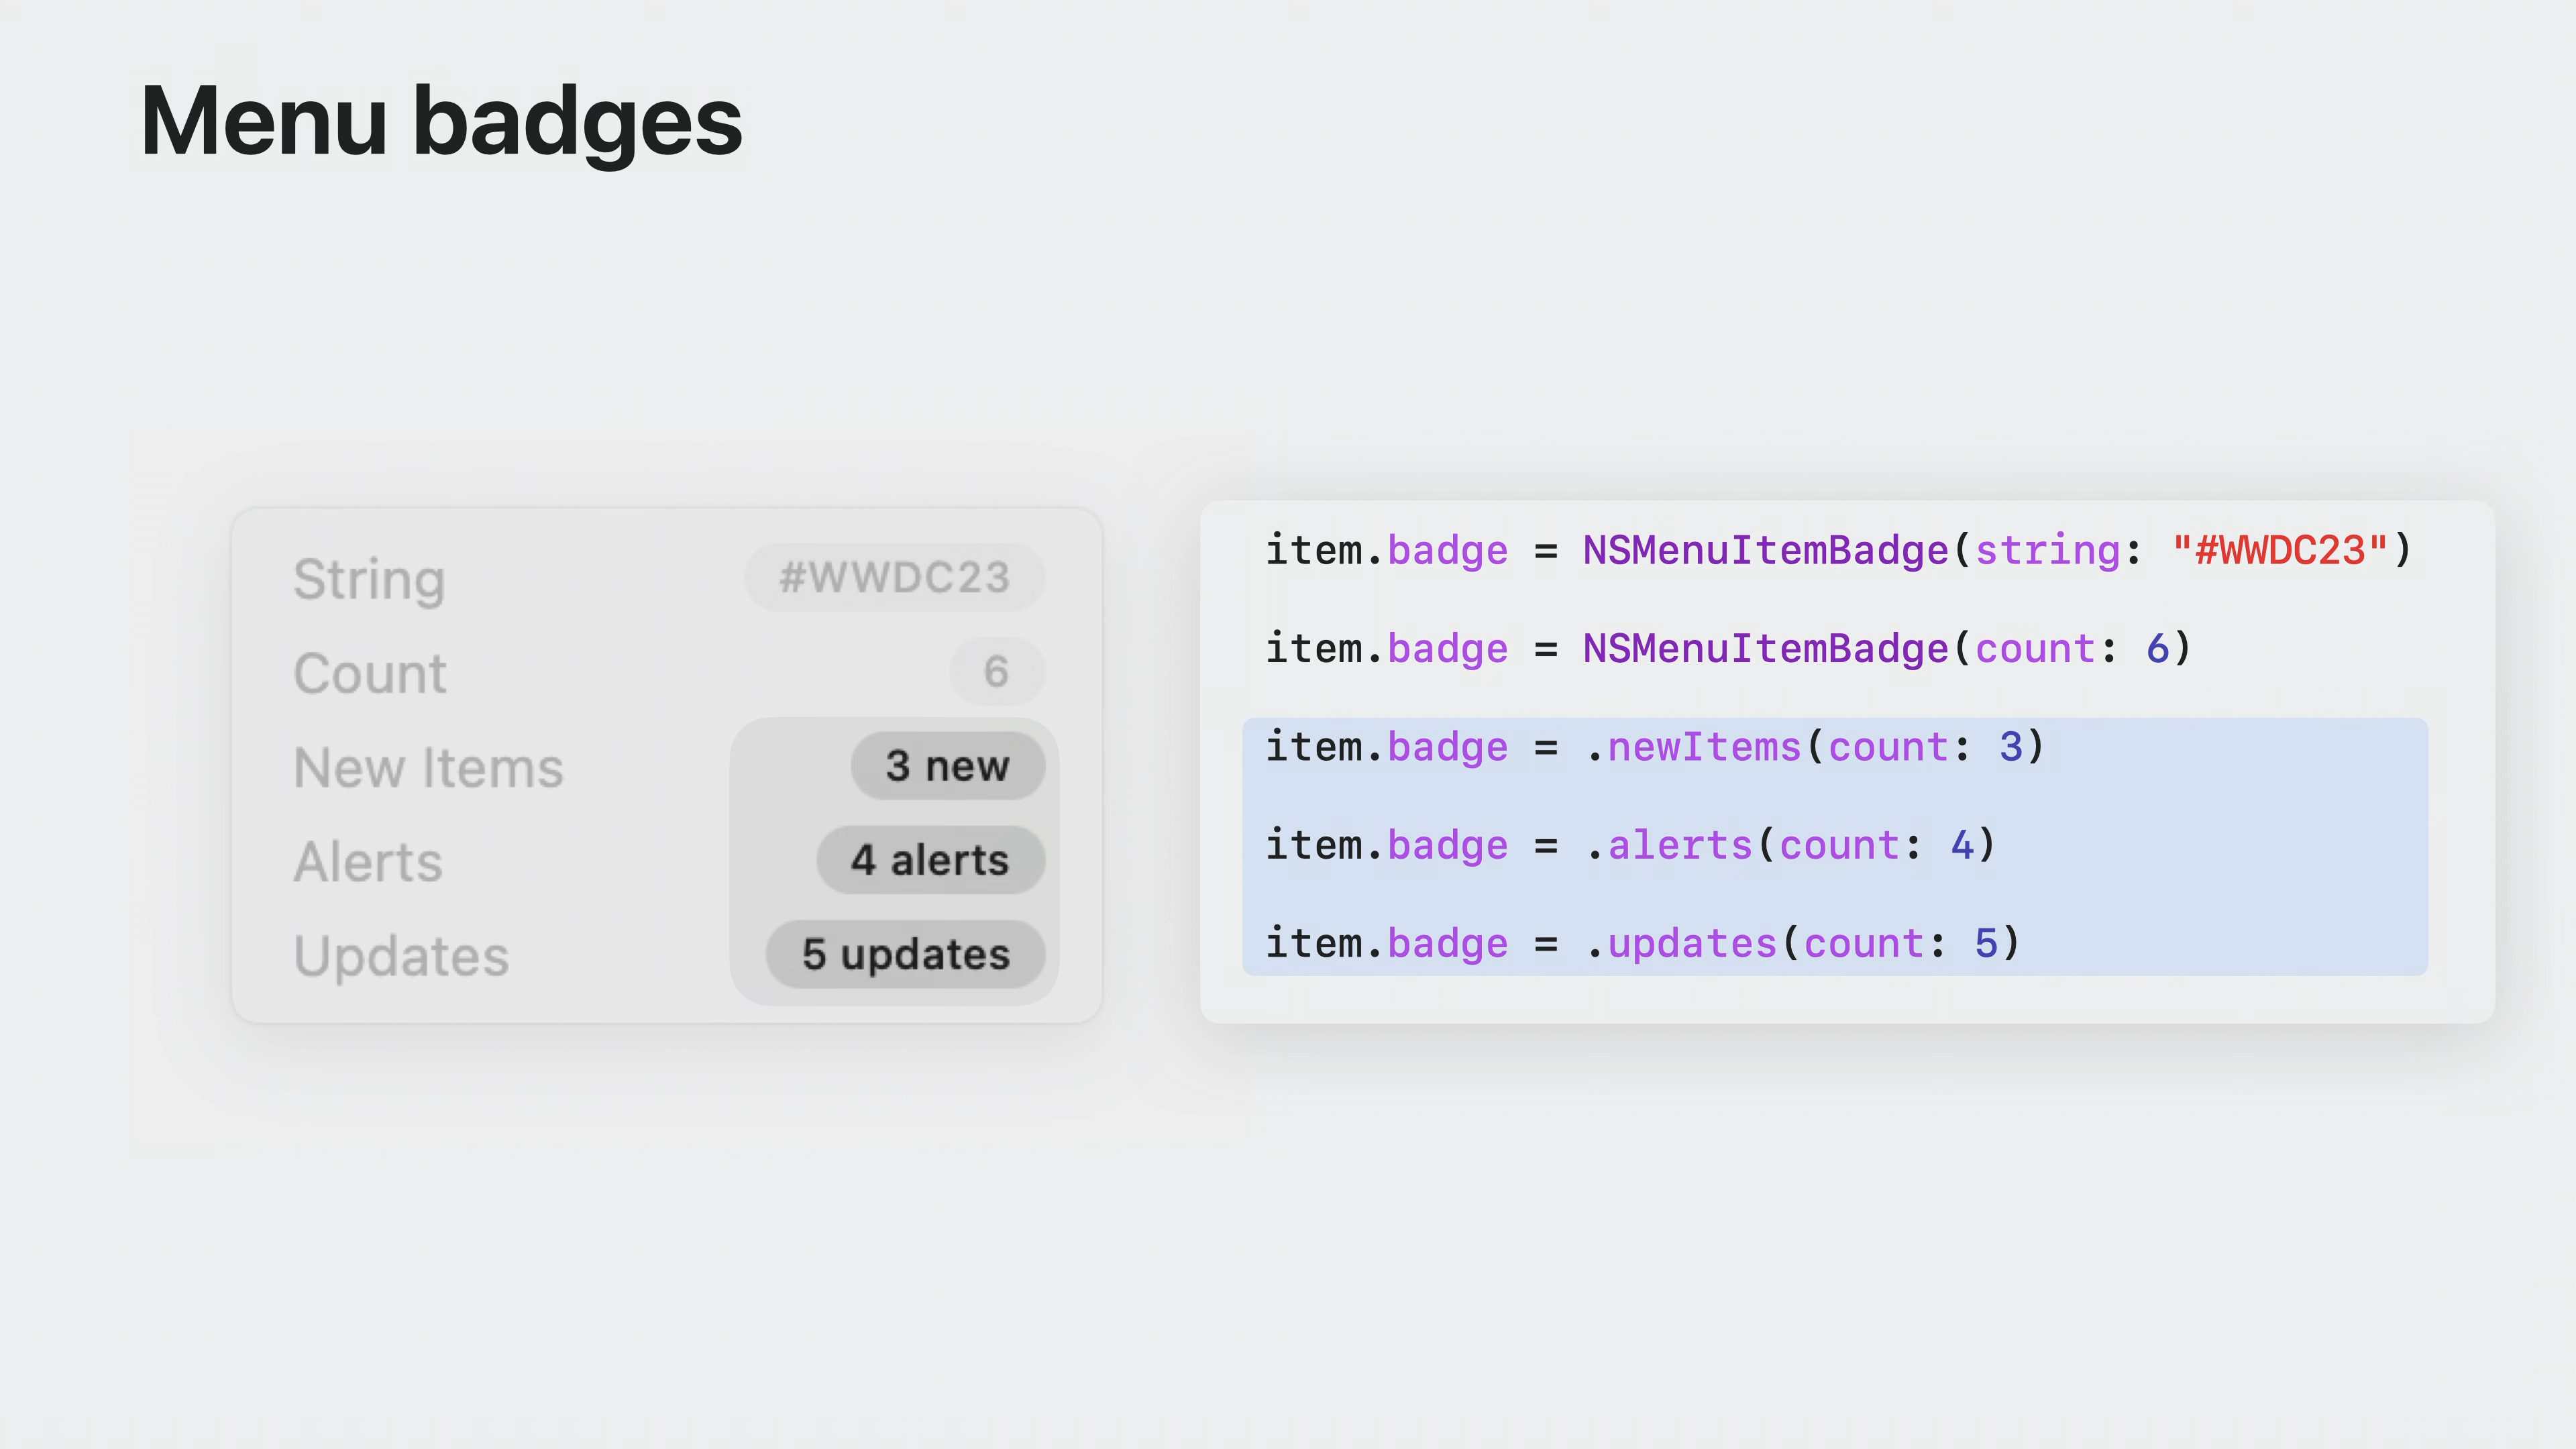 Menu badges
String #WWDC23
Count 6
New Items 3 new
Alerts 4 alerts
Updates 5 updates
item.badge = NSMenuItemBadge(string: "#WWDC23")
item.badge = NSMenuItemBadge(count: 6)
item.badge = .newItems(count: 3)
item.badge = .alerts(count: 4)
item.badge = .updates(count: 5)